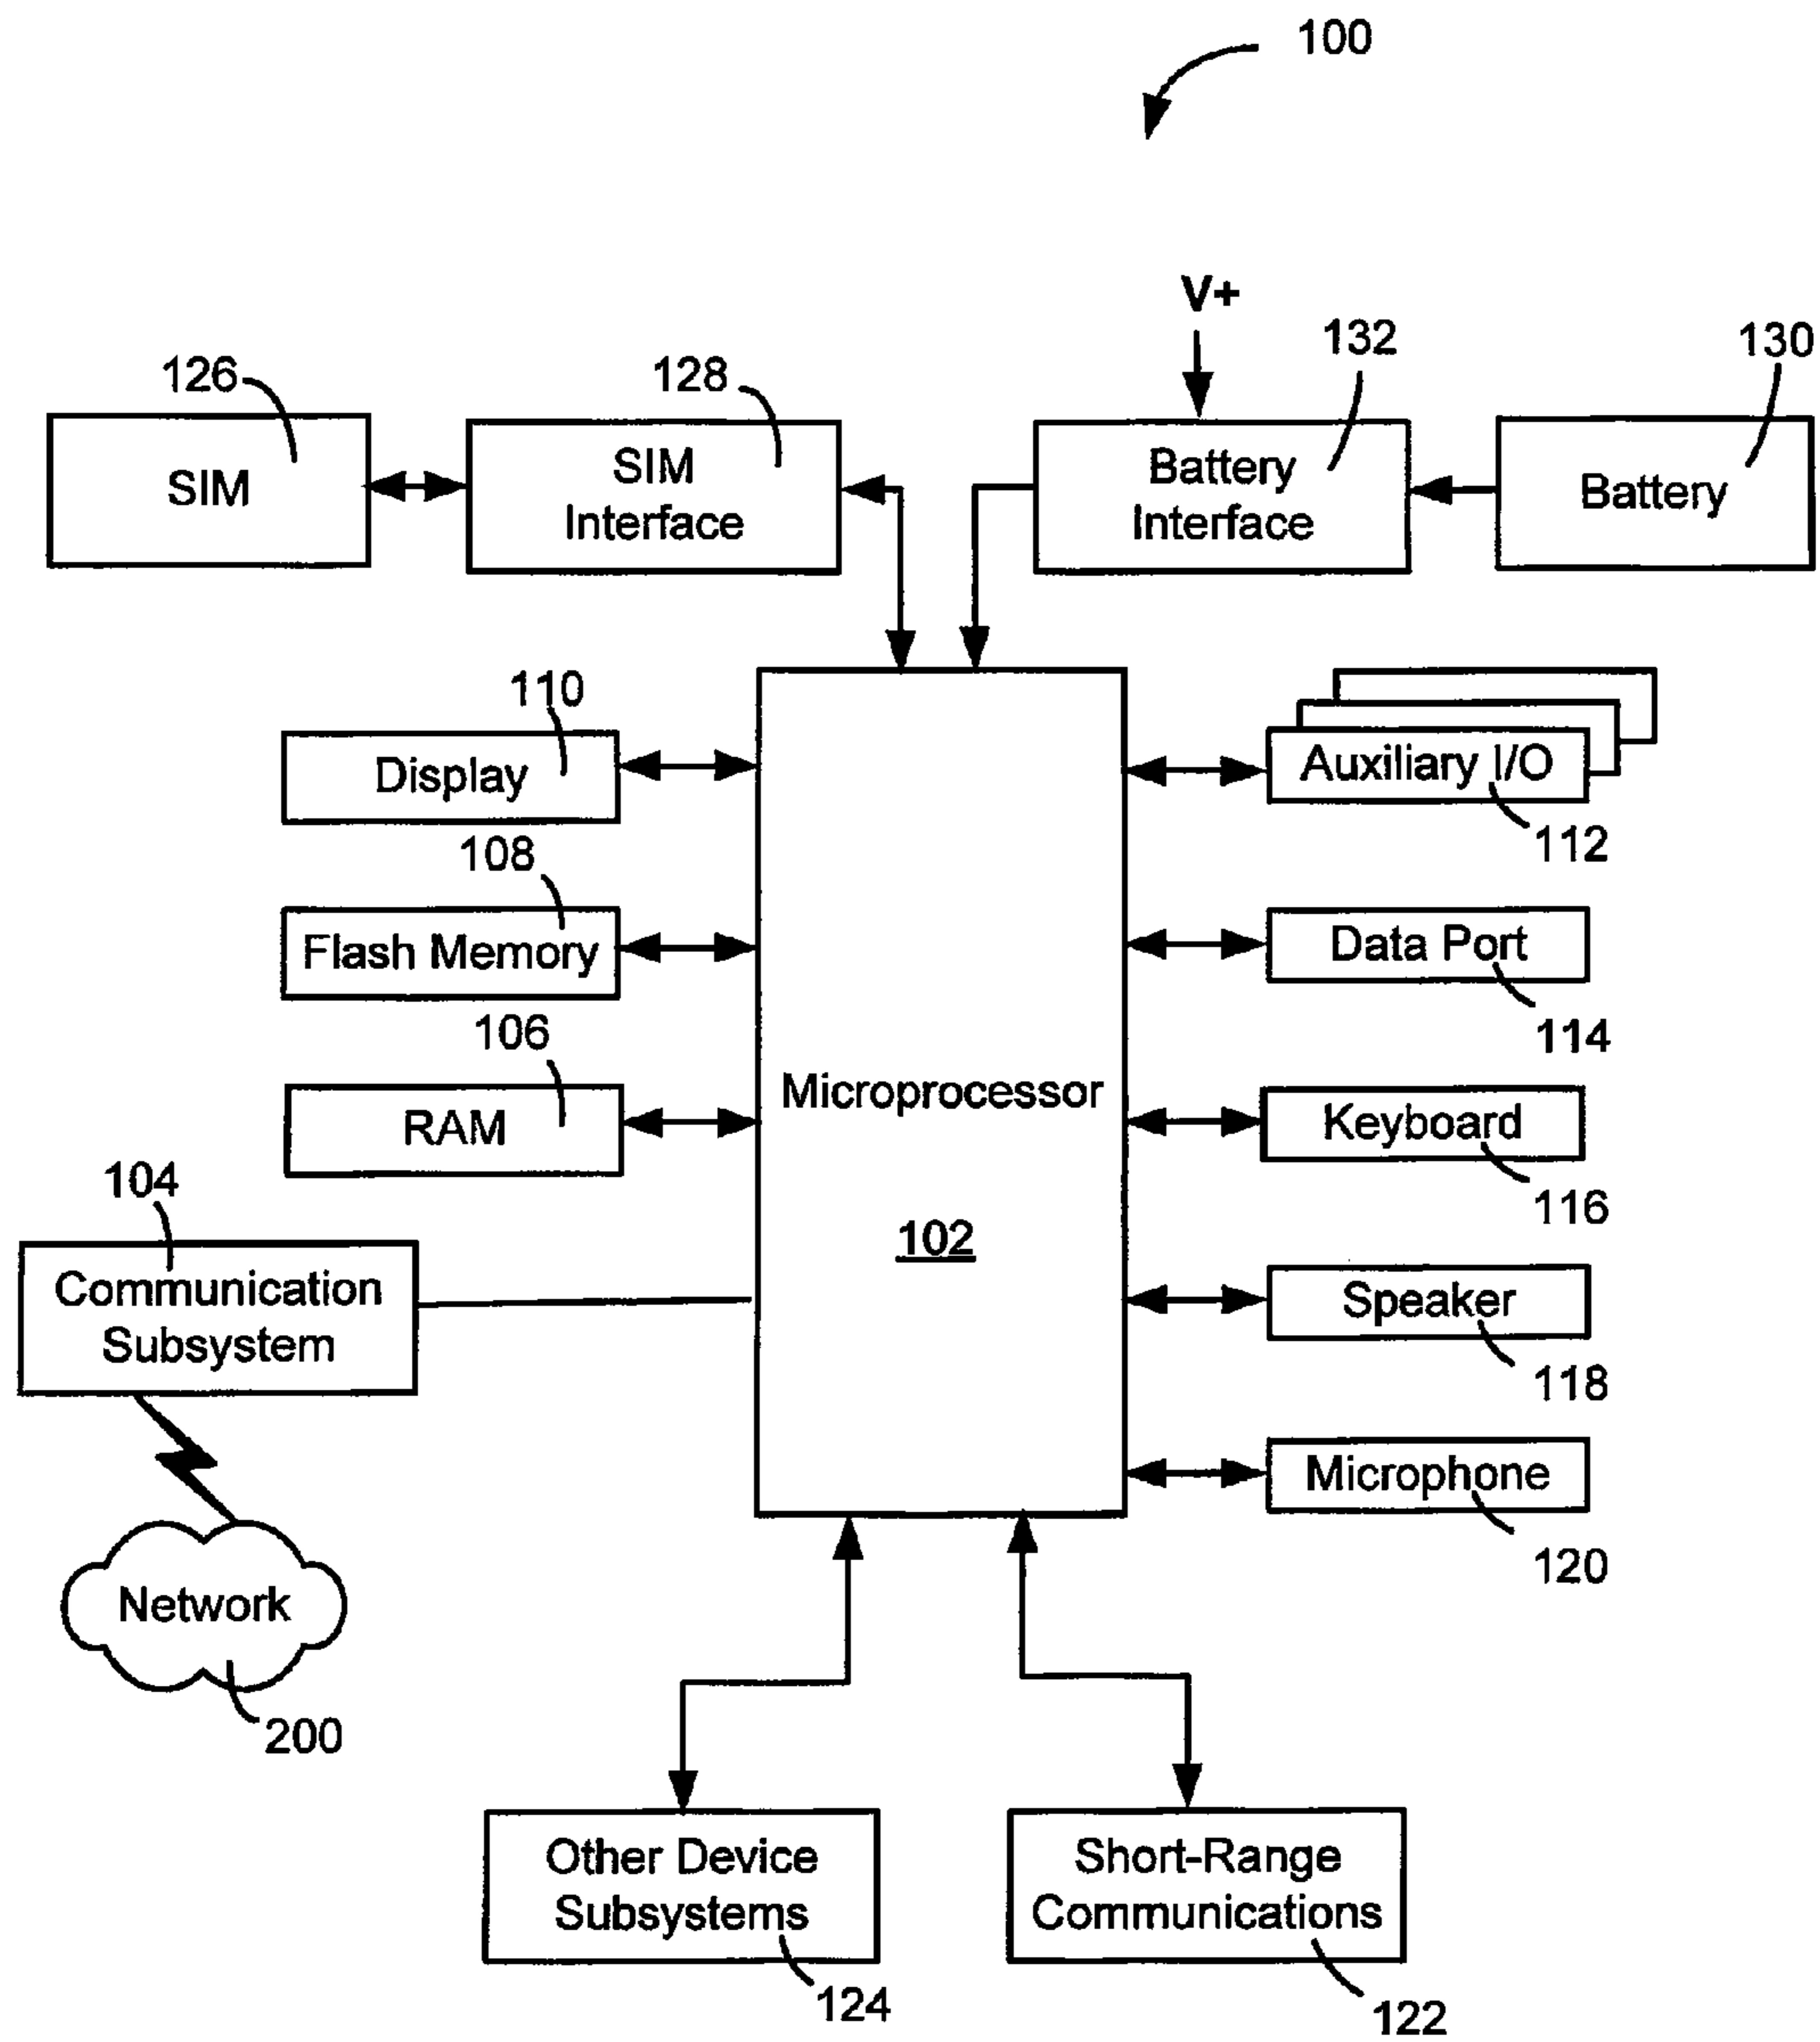 100
V+
132
130
126
128
SIM
SIM
Interface
Battery
Interface
Battery
110
Display
Auxiliary I/O
112
108
Flash Memory
Data Port
114
106
RAM
Microprocessor
102
Keyboard
116
104
Communication
Subsystem
Speaker
118
Microphone
120
Network
200
Other Device
Subsystems
124
Short-Range
Communications
122